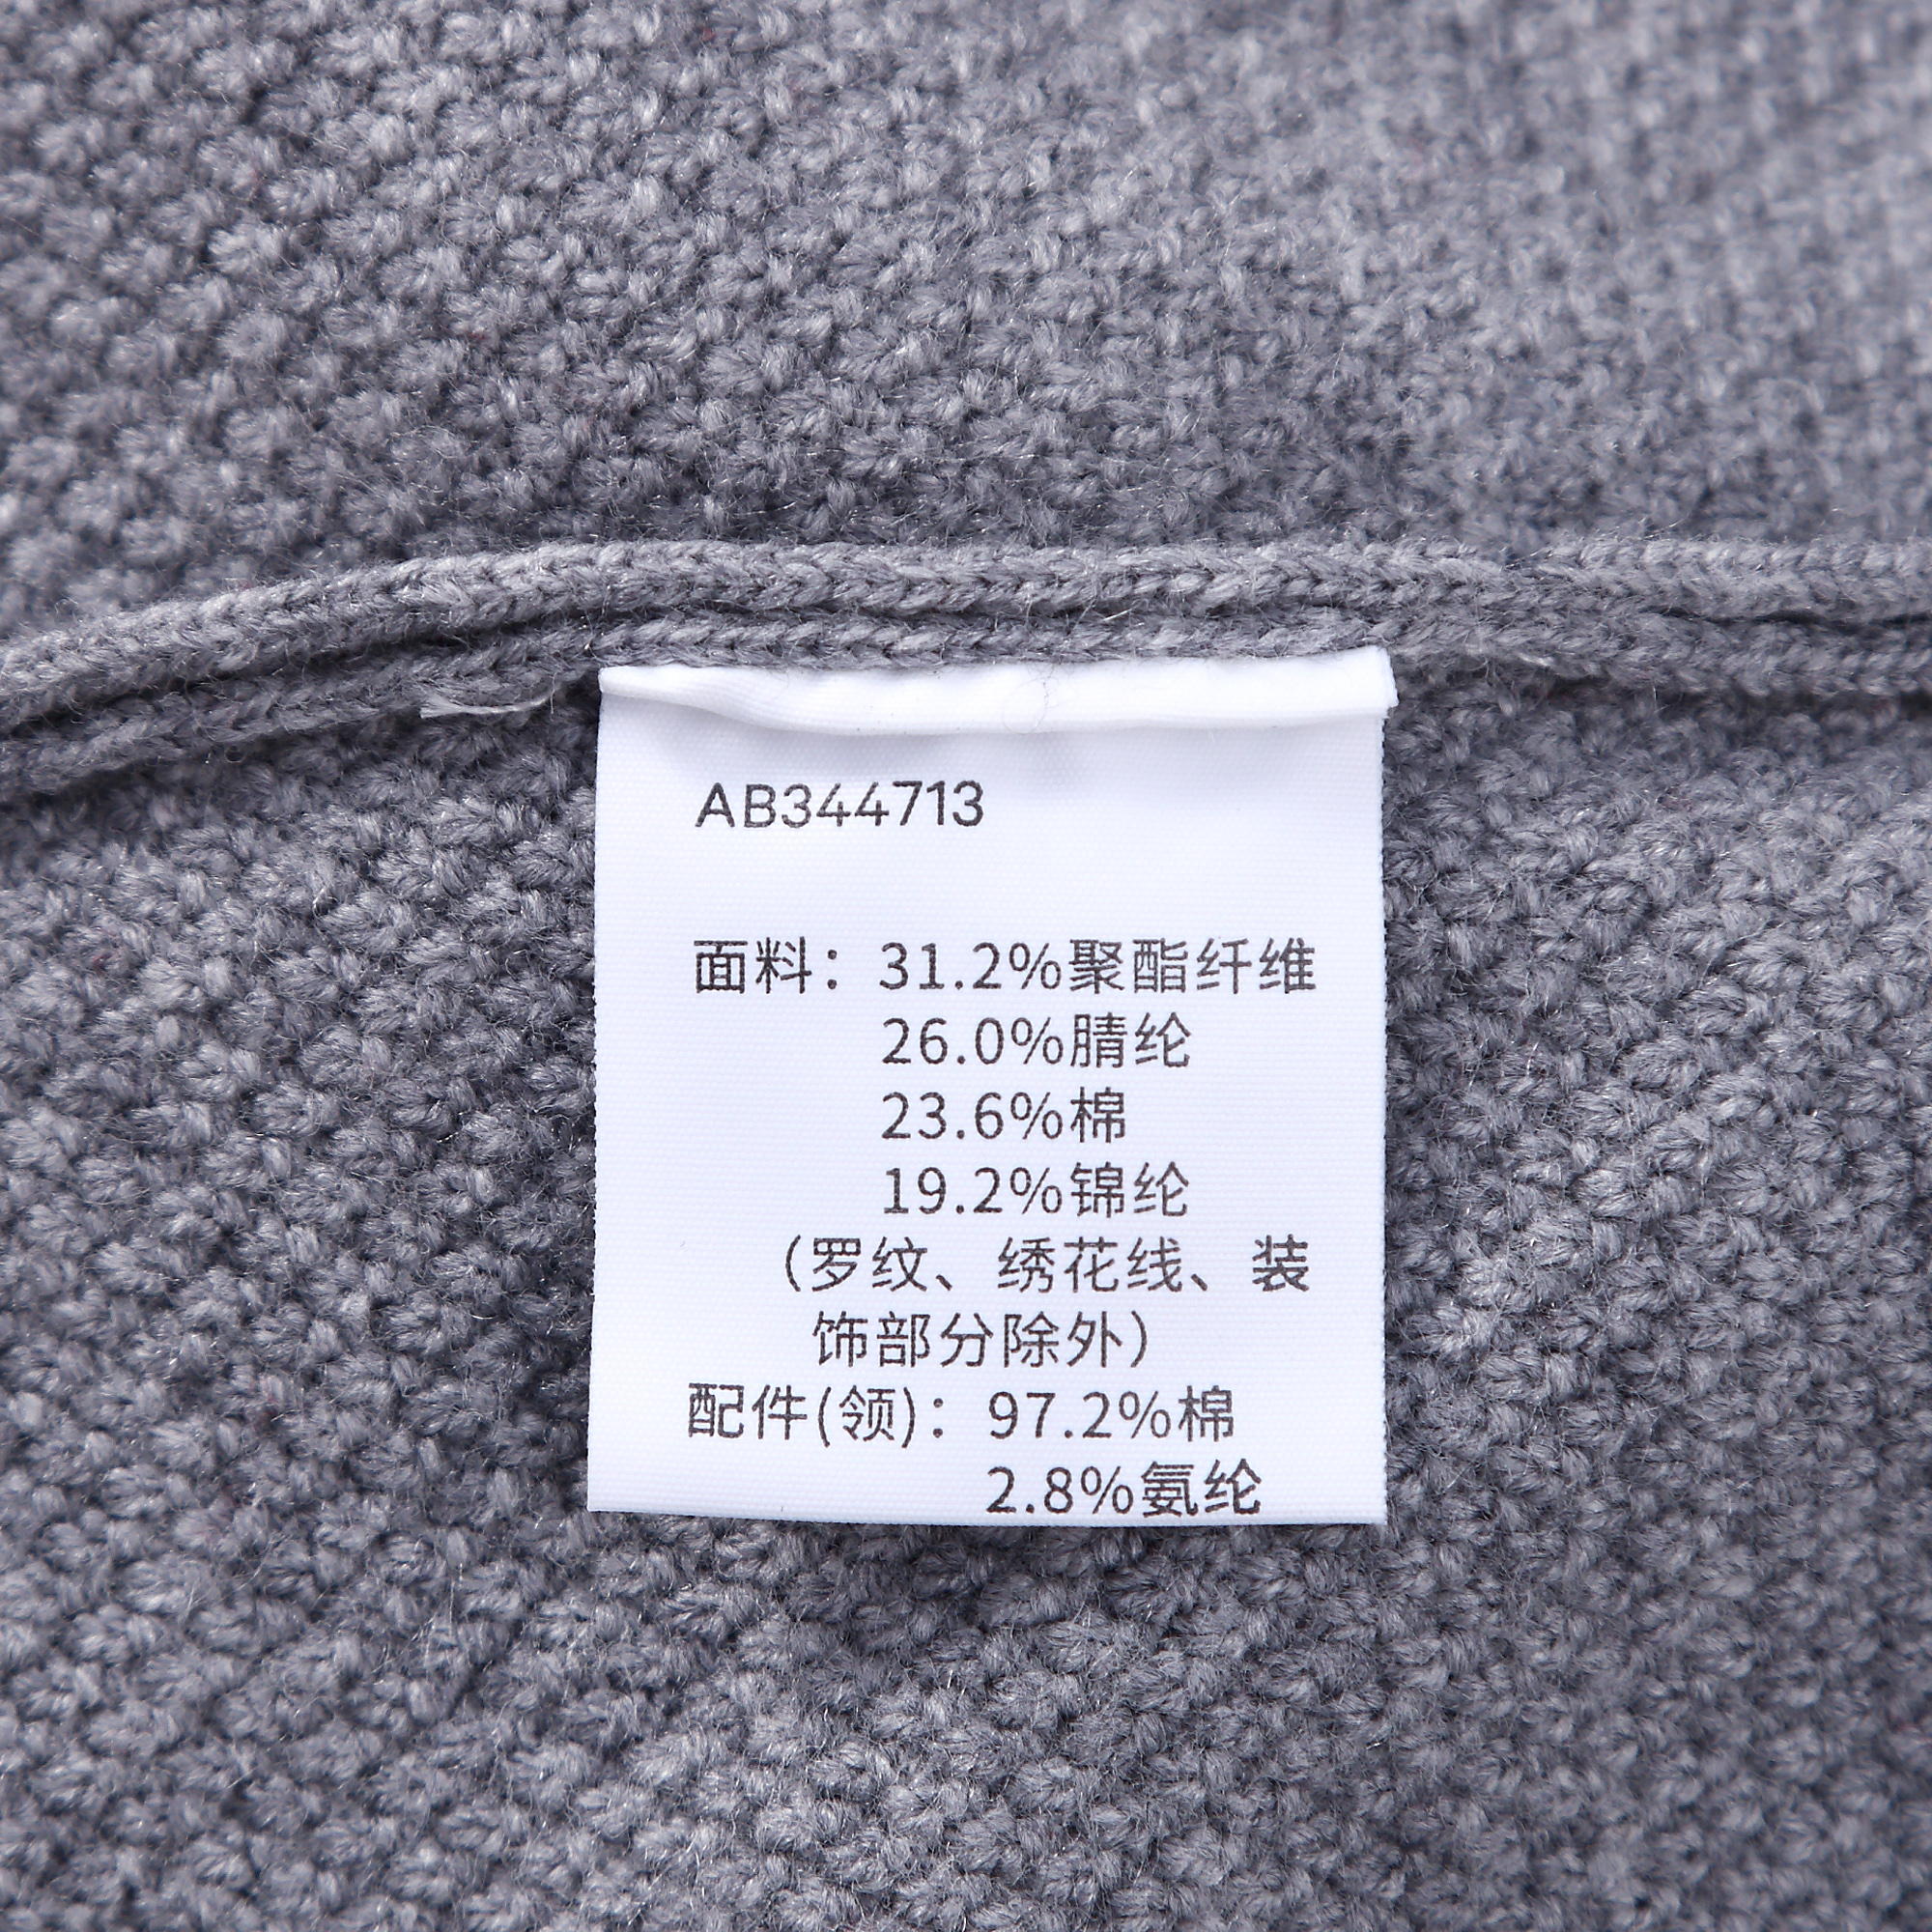 AB344713
面料：31.2%聚酯纤维
26.0%腈纶
23.6%棉
19.2%锦纶
（罗纹、绣花线、装
饰部分除外）
配件(领)：97.2%棉
2.8%氨纶